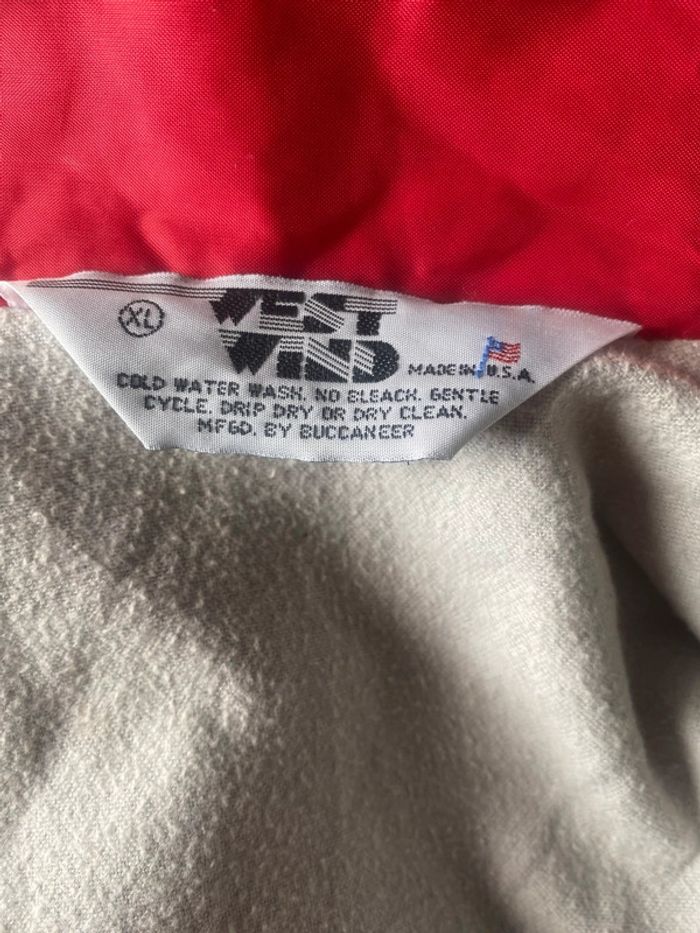 XL
WEST
WIND
MADE IN U.S.A.
COLD WATER WASH. NO BLEACH. GENTLE
CYCLE. DRIP DRY OR DRY CLEAN.
MFGD. BY BUCCANEER